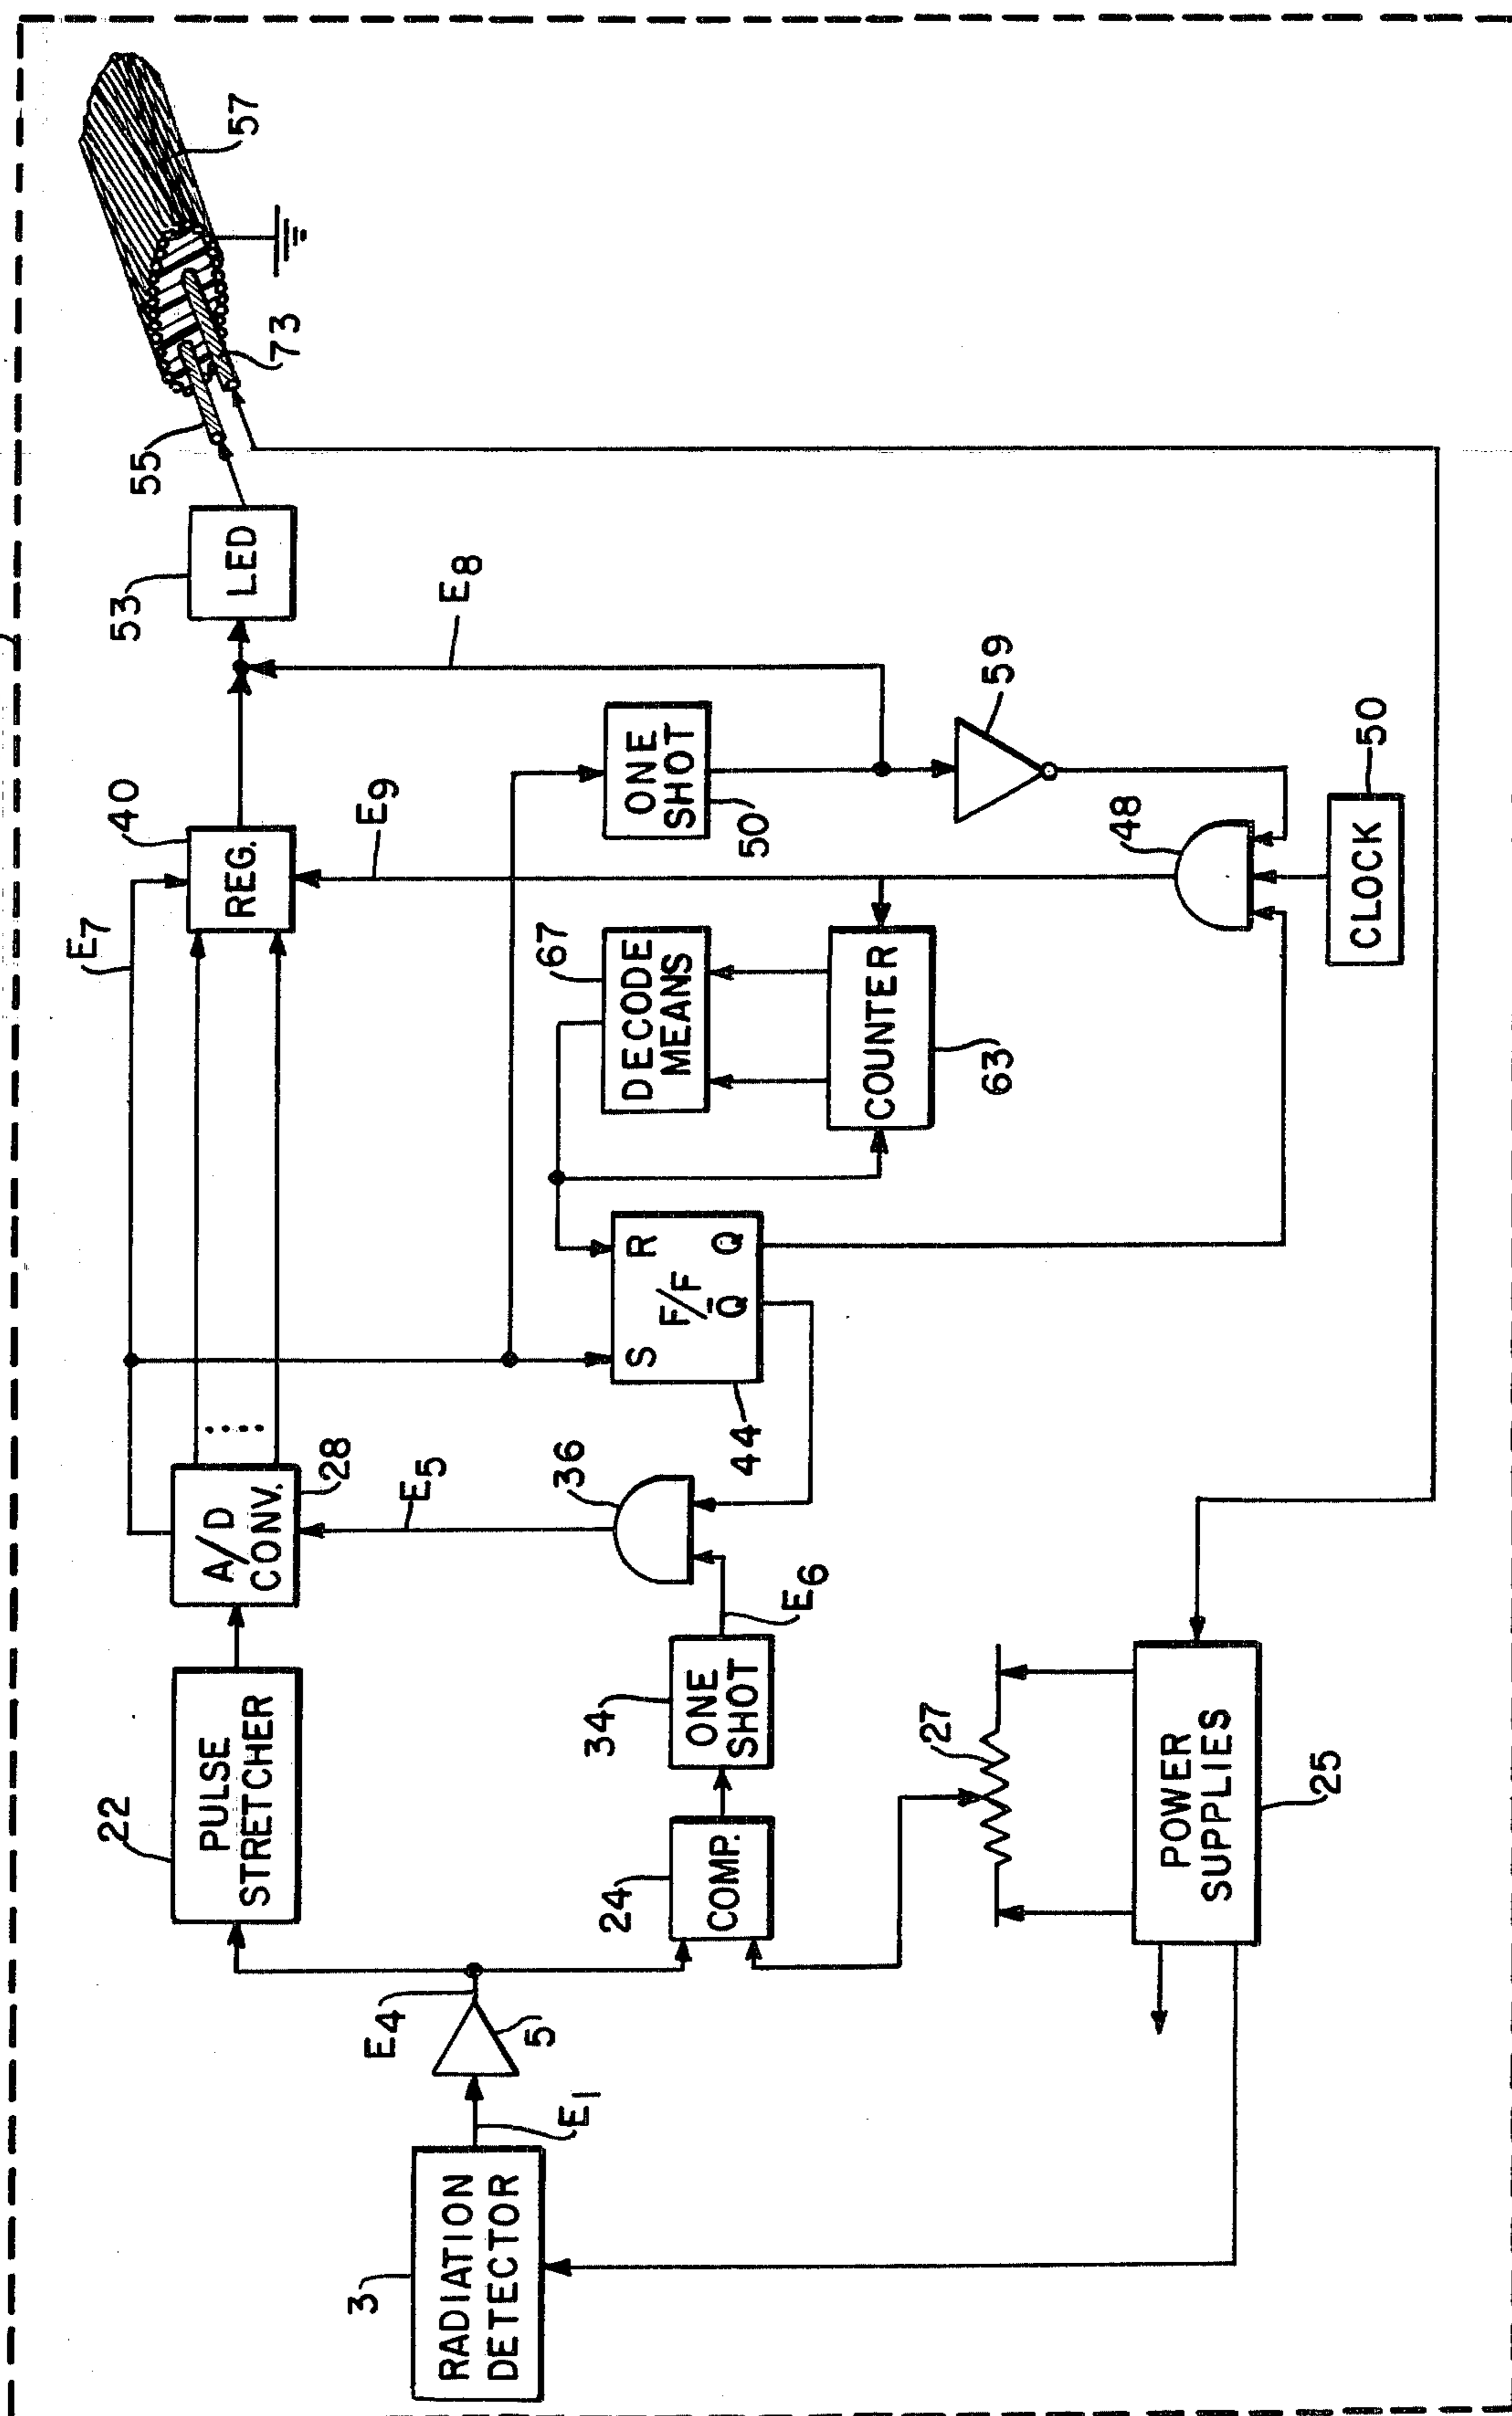 57
73
55
LED
53
E8
59
ONE
SHOT
50
40
REG.
E9
48
50
CLOCK
E7
67
DECODE
MEANS
COUNTER
63
S
R
F/F
Q̅
Q
44
A/D
CONV.
28
E5
36
E6
PULSE
STRETCHER
22
ONE
SHOT
34
COMP.
24
27
POWER
SUPPLIES
25
E4
5
E1
RADIATION
DETECTOR
3